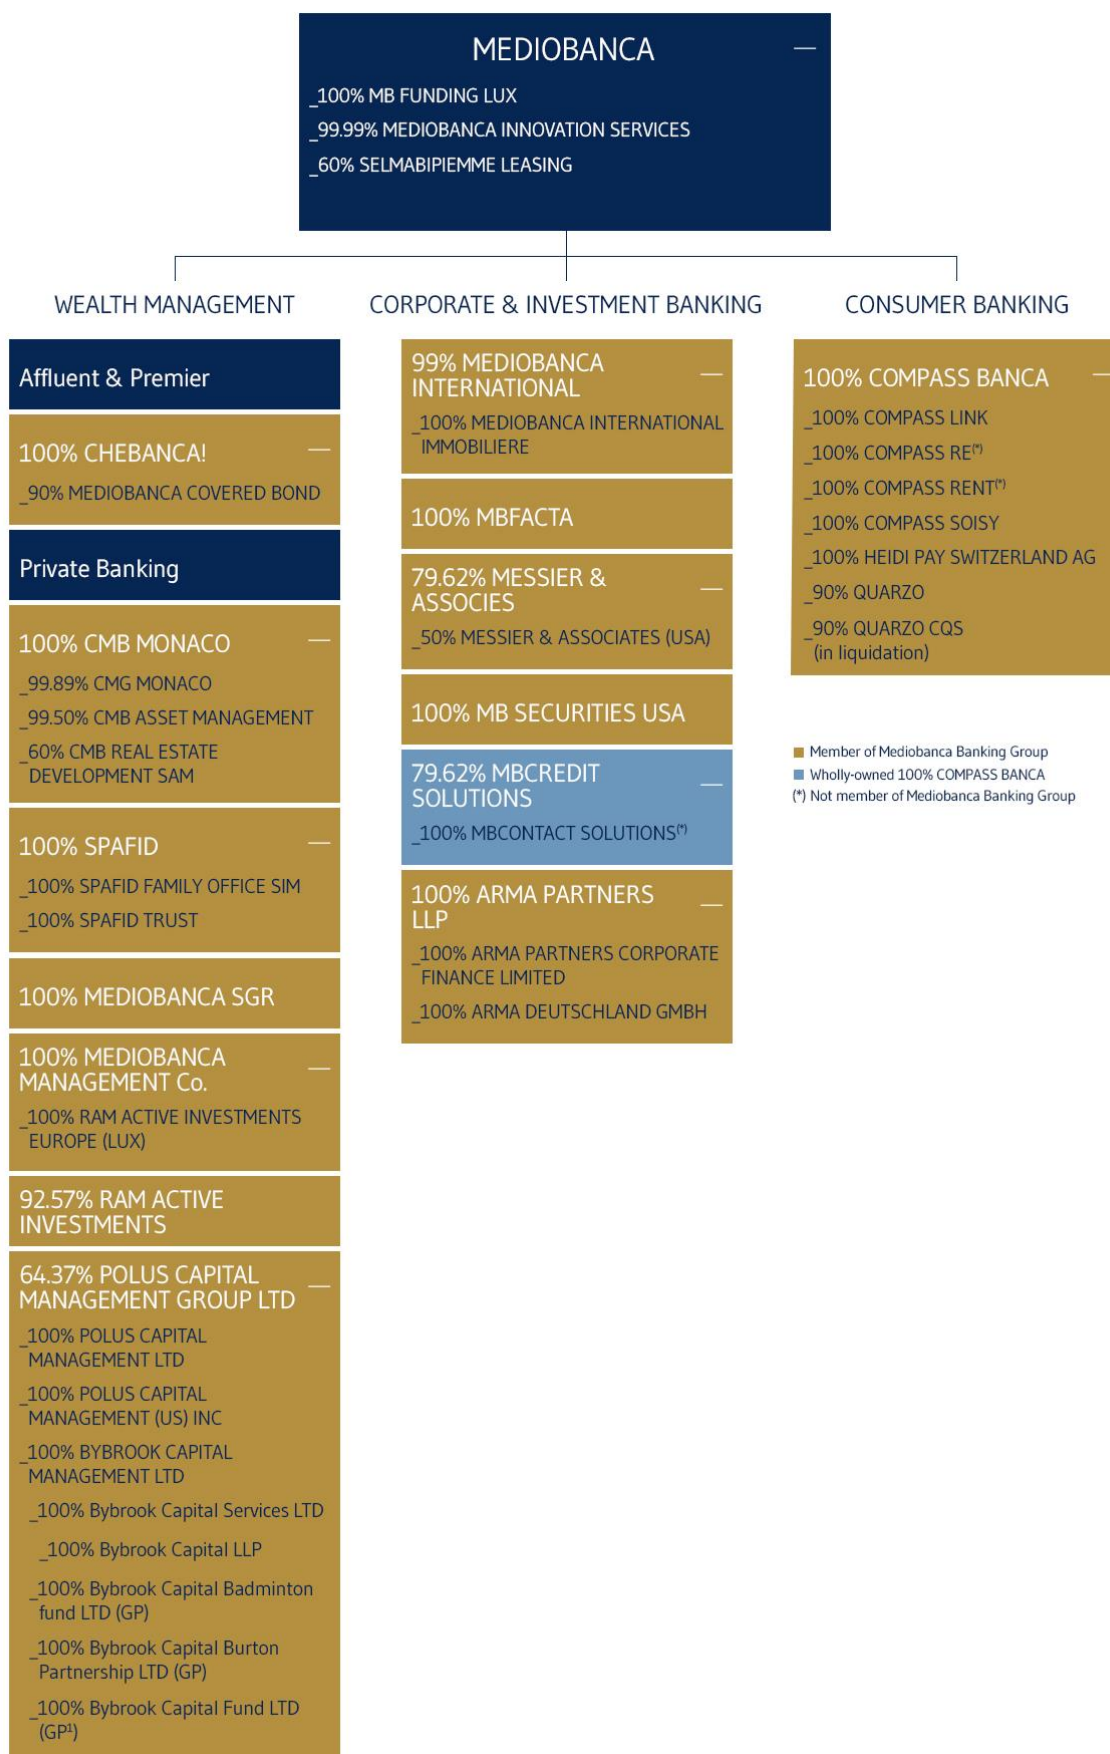 MEDIOBANCA
_100% MB FUNDING LUX
_99.99% MEDIOBANCA INNOVATION SERVICES
_60% SELMABIPIEMME LEASING
WEALTH MANAGEMENT
Affluent & Premier
100% CHEBANCA!
_90% MEDIOBANCA COVERED BOND
Private Banking
100% CMB MONACO
_99.89% CMG MONACO
_99.50% CMB ASSET MANAGEMENT
_60% CMB REAL ESTATE
DEVELOPMENT SAM
100% SPAFID
_100% SPAFID FAMILY OFFICE SIM
_100% SPAFID TRUST
100% MEDIOBANCA SGR
100% MEDIOBANCA
MANAGEMENT Co.
_100% RAM ACTIVE INVESTMENTS
EUROPE (LUX)
92.57% RAM ACTIVE
INVESTMENTS
64.37% POLUS CAPITAL
MANAGEMENT GROUP LTD
_100% POLUS CAPITAL
MANAGEMENT LTD
_100% POLUS CAPITAL
MANAGEMENT (US) INC
_100% BYBROOK CAPITAL
MANAGEMENT LTD
_100% Bybrook Capital Services LTD
_100% Bybrook Capital LLP
_100% Bybrook Capital Badminton
fund LTD (GP)
_100% Bybrook Capital Burton
Partnership LTD (GP)
_100% Bybrook Capital Fund LTD
(GP¹)
CORPORATE & INVESTMENT BANKING
99% MEDIOBANCA
INTERNATIONAL
_100% MEDIOBANCA INTERNATIONAL
IMMOBILIERE
100% MBFACTA
79.62% MESSIER &
ASSOCIES
_50% MESSIER & ASSOCIATES (USA)
100% MB SECURITIES USA
79.62% MBCREDIT
SOLUTIONS
_100% MBCONTACT SOLUTIONS(*)
100% ARMA PARTNERS
LLP
_100% ARMA PARTNERS CORPORATE
FINANCE LIMITED
_100% ARMA DEUTSCHLAND GMBH
CONSUMER BANKING
100% COMPASS BANCA
_100% COMPASS LINK
_100% COMPASS RE(*)
_100% COMPASS RENT(*)
_100% COMPASS SOISY
_100% HEIDI PAY SWITZERLAND AG
_90% QUARZO
_90% QUARZO CQS
(in liquidation)
Member of Mediobanca Banking Group
Wholly-owned 100% COMPASS BANCA
(*) Not member of Mediobanca Banking Group